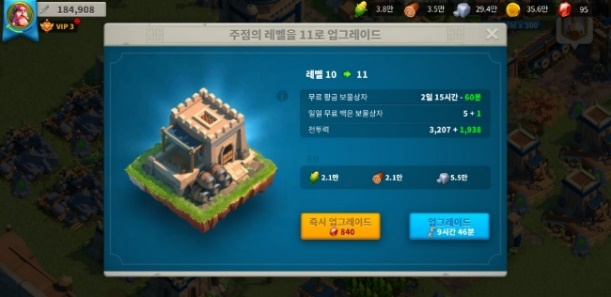 184,908
3.8만 3.5만 29.4만 35.6만 95
VIP 3
주점의 레벨을 11로 업그레이드
레벨 10 11
무료 황금 보물상자 2일 15시간 - 60분
일일 무료 백은 보물상자 5 + 1
전투력 3,207 + 1,938
2.1만 2.1만 5.5만
즉시 업그레이드 업그레이드
840 9시간 46분